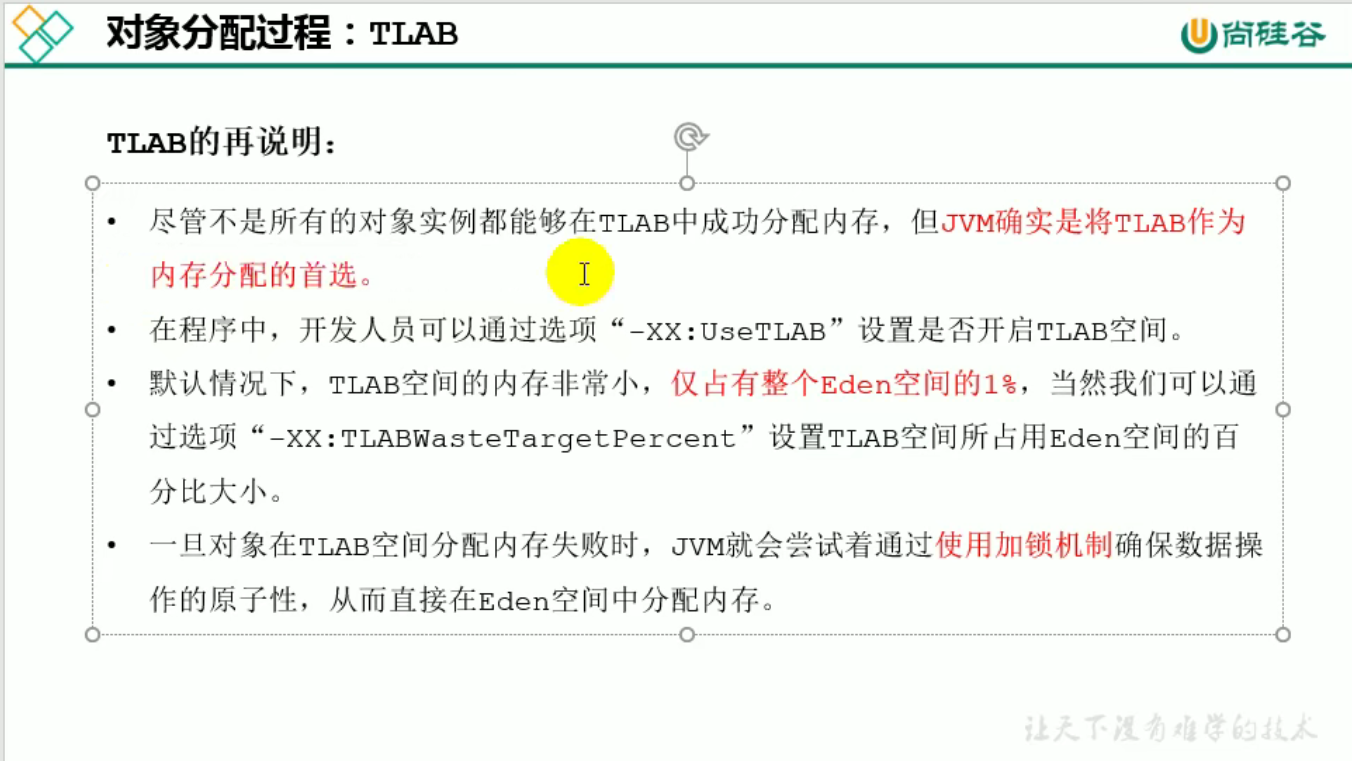 对象分配过程：TLAB
尚硅谷
TLAB的再说明：
• 尽管不是所有的对象实例都能够在TLAB中成功分配内存，但JVM确实是将TLAB作为
内存分配的首选。
• 在程序中，开发人员可以通过选项“-XX:UseTLAB”设置是否开启TLAB空间。
• 默认情况下，TLAB空间的内存非常小，仅占有整个Eden空间的1%，当然我们可以通
过选项“-XX:TLABWasteTargetPercent”设置TLAB空间所占用Eden空间的百
分比大小。
• 一旦对象在TLAB空间分配内存失败时，JVM就会尝试着通过使用加锁机制确保数据操
作的原子性，从而直接在Eden空间中分配内存。
让天下没有难学的技术